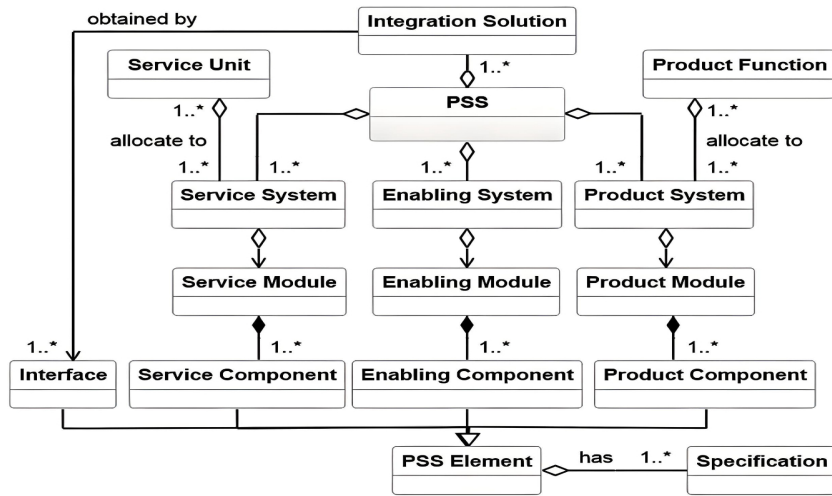 obtained by
Integration Solution
1..*
Service Unit
Product Function
PSS
1..*
1..*
allocate to
allocate to
1..*
1..*
1..*
1..*
1..*
Service System
Enabling System
Product System
Service Module
Enabling Module
Product Module
1..*
1..*
1..*
1..*
Interface
Service Component
Enabling Component
Product Component
PSS Element
has
1..*
Specification